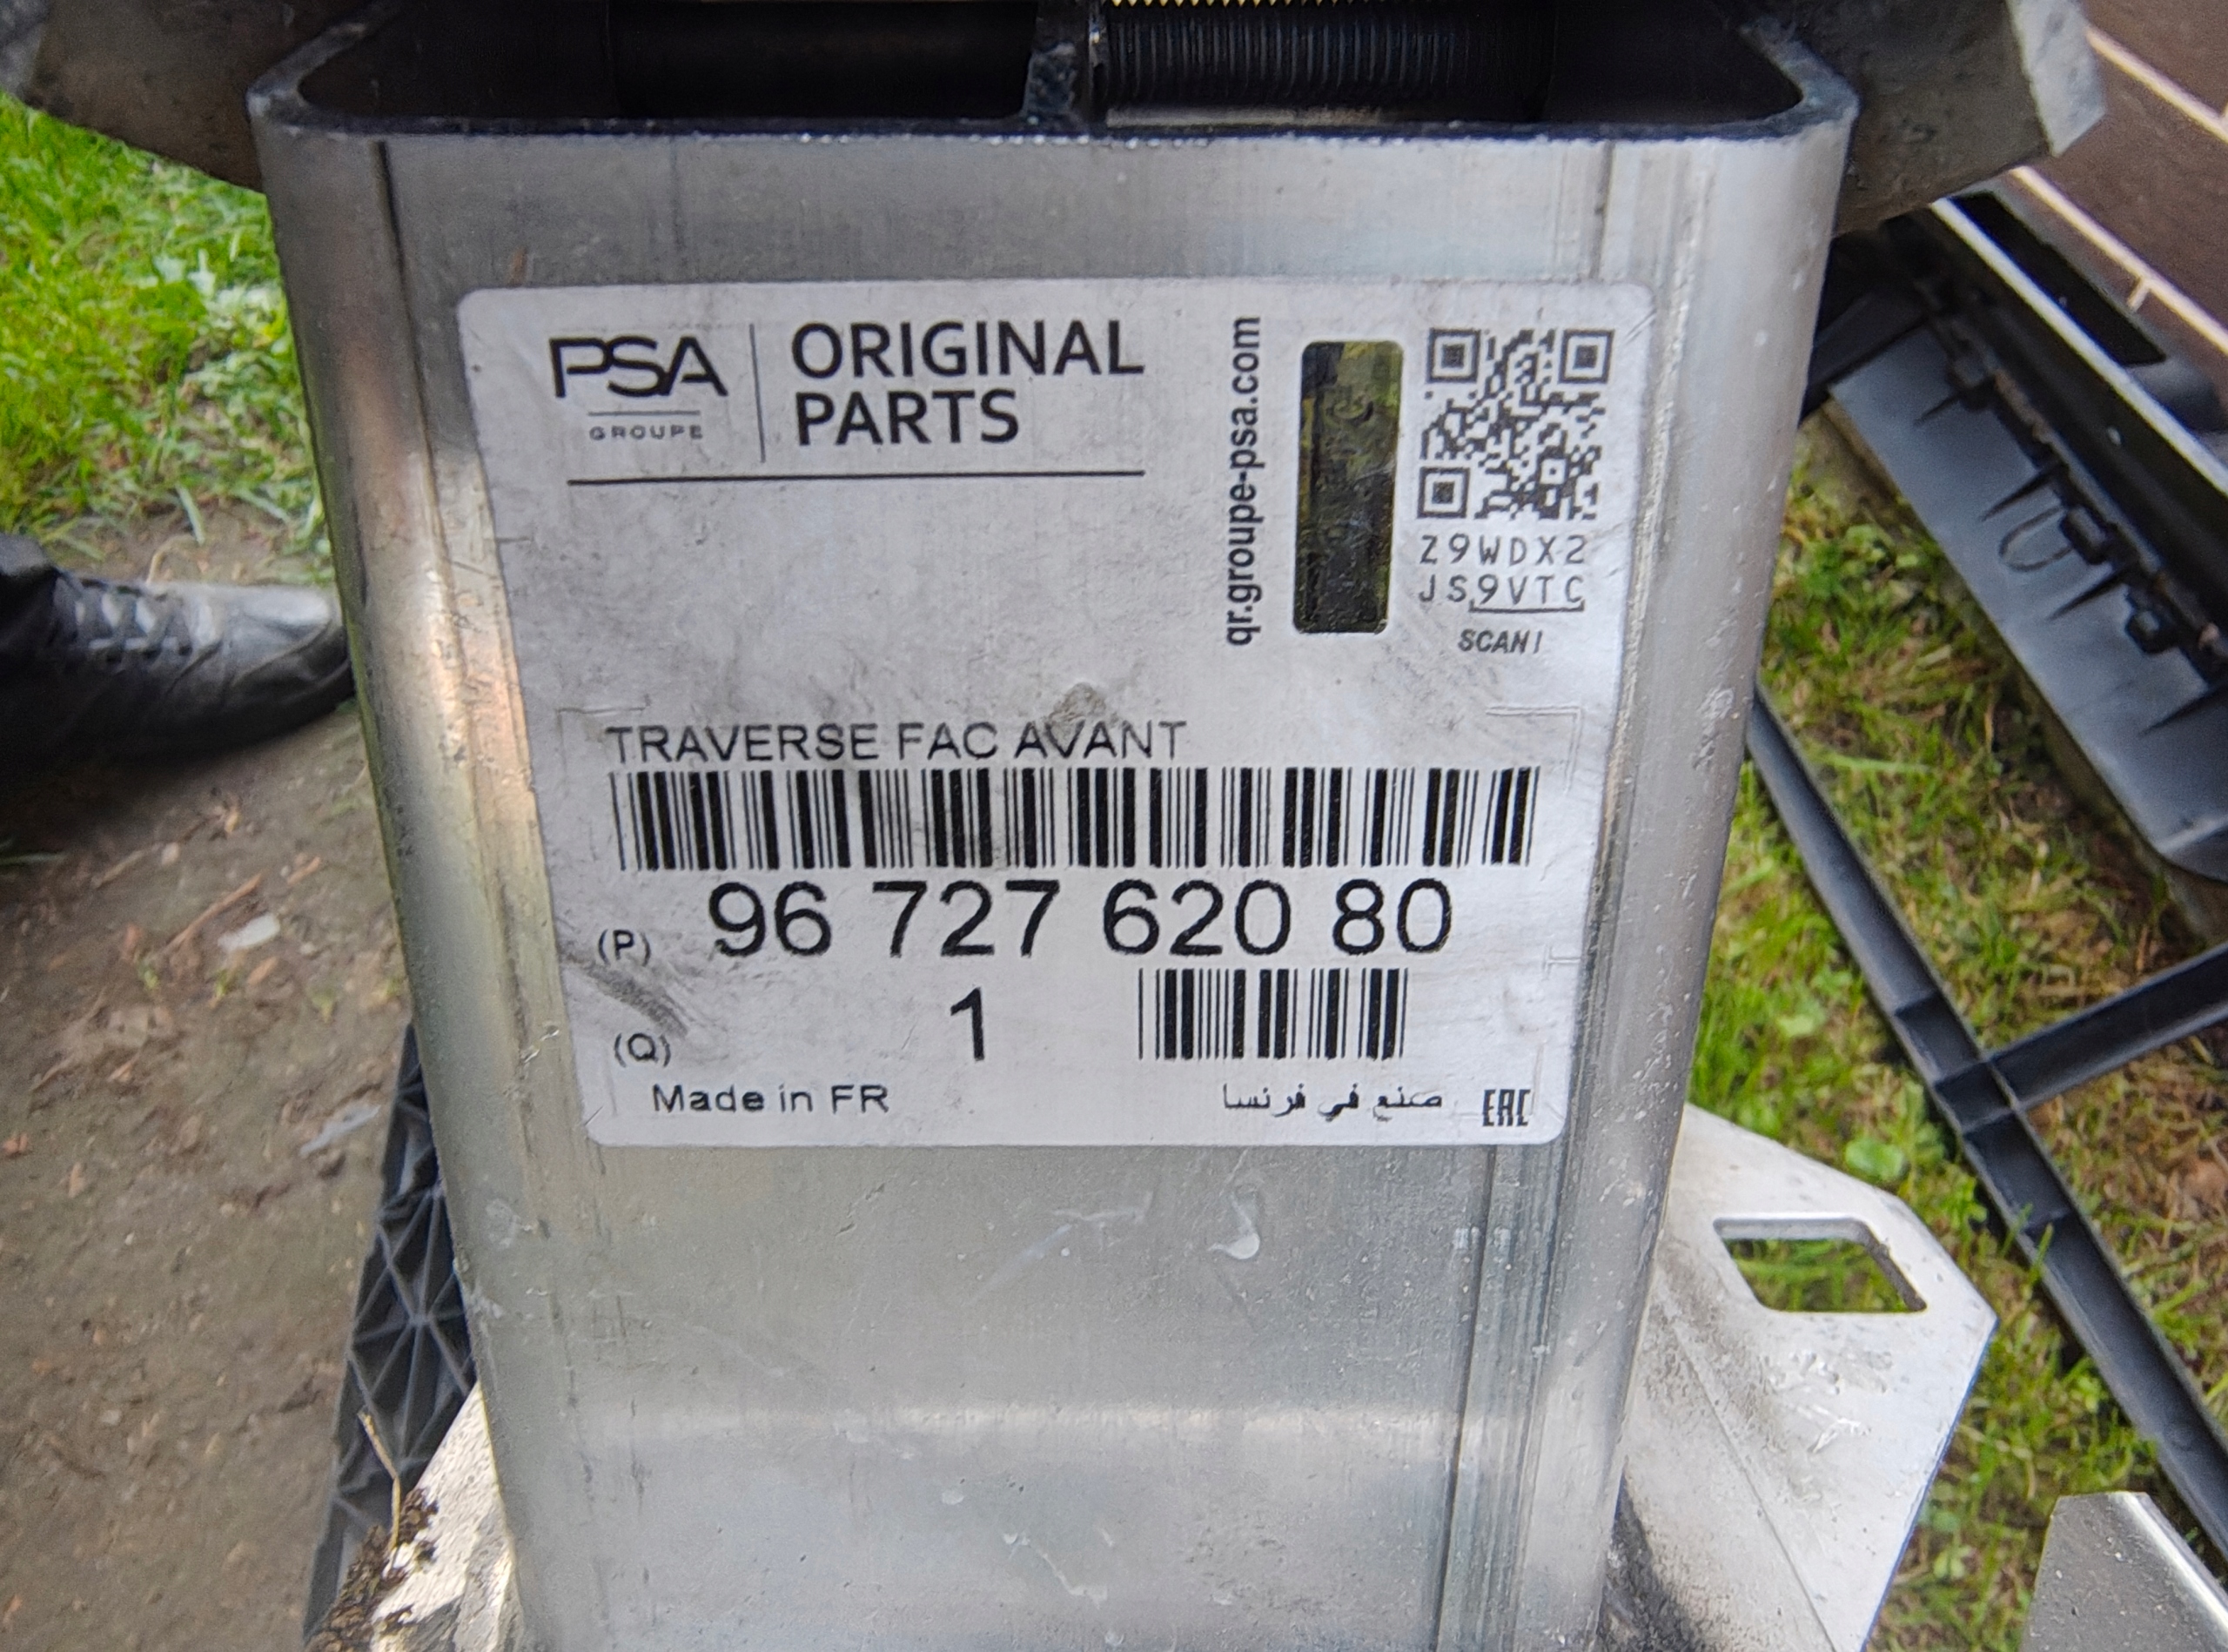 PSA
GROUPE
ORIGINAL
PARTS
qr.groupe-psa.com
Z9WDX2
JS9VTC
SCAN!
TRAVERSE FAC AVANT
(P) 96 727 620 80
(Q) 1
Made in FR
صنع في فرنسا
EAC